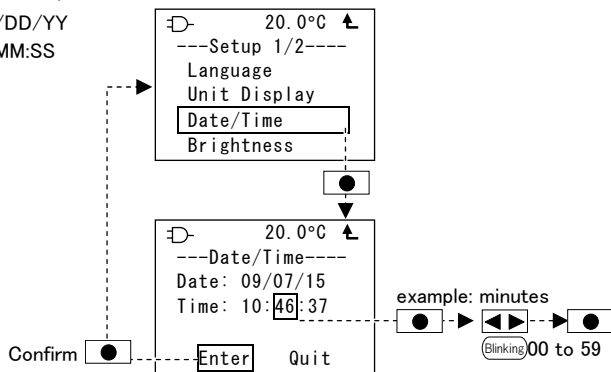 /DD/YY
MM:SS
20.0°C
---Setup 1/2----
Language
Unit Display
Date/Time
Brightness
20.0°C
---Date/Time----
Date: 09/07/15
Time: 10:46:37
example: minutes
Blinking 00 to 59
Confirm
Enter Quit